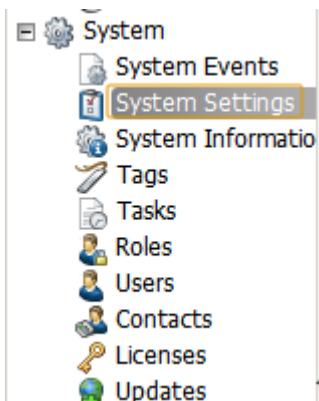 System
System Events
System Settings
System Informatio
Tags
Tasks
Roles
Users
Contacts
Licenses
Updates